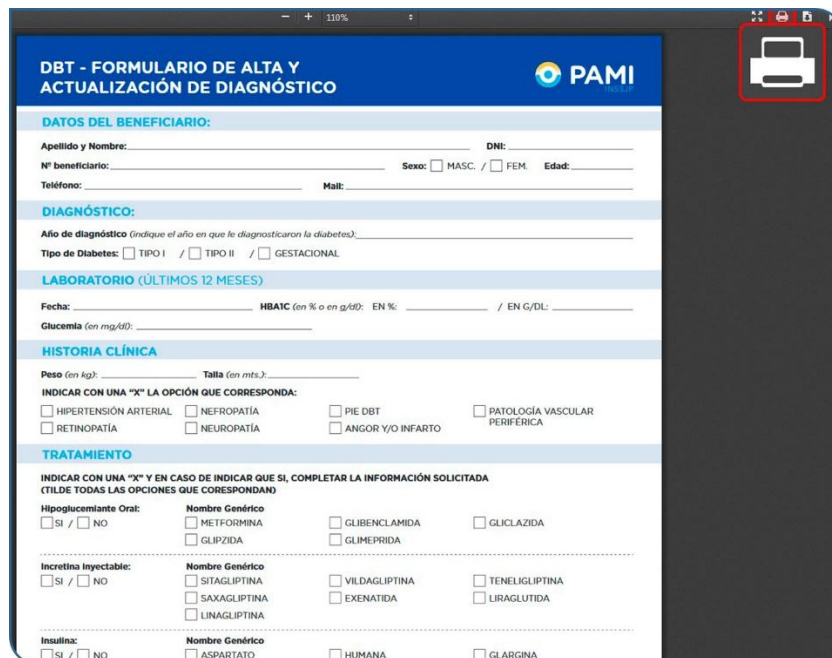 110%
DBT - FORMULARIO DE ALTA Y
ACTUALIZACIÓN DE DIAGNÓSTICO
PAMI
INSSJP
DATOS DEL BENEFICIARIO:
Apellido y Nombre: DNI:
Nº beneficiario: Sexo: MASC. / FEM. Edad:
Teléfono: Mail:
DIAGNÓSTICO:
Año de diagnóstico (indique el año en que le diagnosticaron la diabetes):
Tipo de Diabetes: TIPO I / TIPO II / GESTACIONAL
LABORATORIO (ÚLTIMOS 12 MESES)
Fecha: HBA1C (en % o en g/dl): EN %: / EN G/DL:
Glucemia (en mg/dl):
HISTORIA CLÍNICA
Peso (en kg): Talla (en mts.):
INDICAR CON UNA "X" LA OPCIÓN QUE CORRESPONDA:
HIPERTENSIÓN ARTERIAL NEFROPATÍA PIE DBT PATOLOGÍA VASCULAR
PERIFÉRICA
RETINOPATÍA NEUROPATÍA ANGOR Y/O INFARTO
TRATAMIENTO
INDICAR CON UNA "X" Y EN CASO DE INDICAR QUE SI, COMPLETAR LA INFORMACIÓN SOLICITADA
(TILDE TODAS LAS OPCIONES QUE CORESPONDAN)
Hipoglucemiante Oral: Nombre Genérico
SI / NO METFORMINA GLIBENCLAMIDA GLICLAZIDA
GLIPZIDA GLIMEPRIDA
Incretina Inyectable: Nombre Genérico
SI / NO SITAGLIPTINA VILDAGLIPTINA TENELIGLIPTINA
SAXAGLIPTINA EXENATIDA LIRAGLUTIDA
LINAGLIPTINA
Insulina: Nombre Genérico
SI / NO ASPARTATO HUMANA GLARGINA